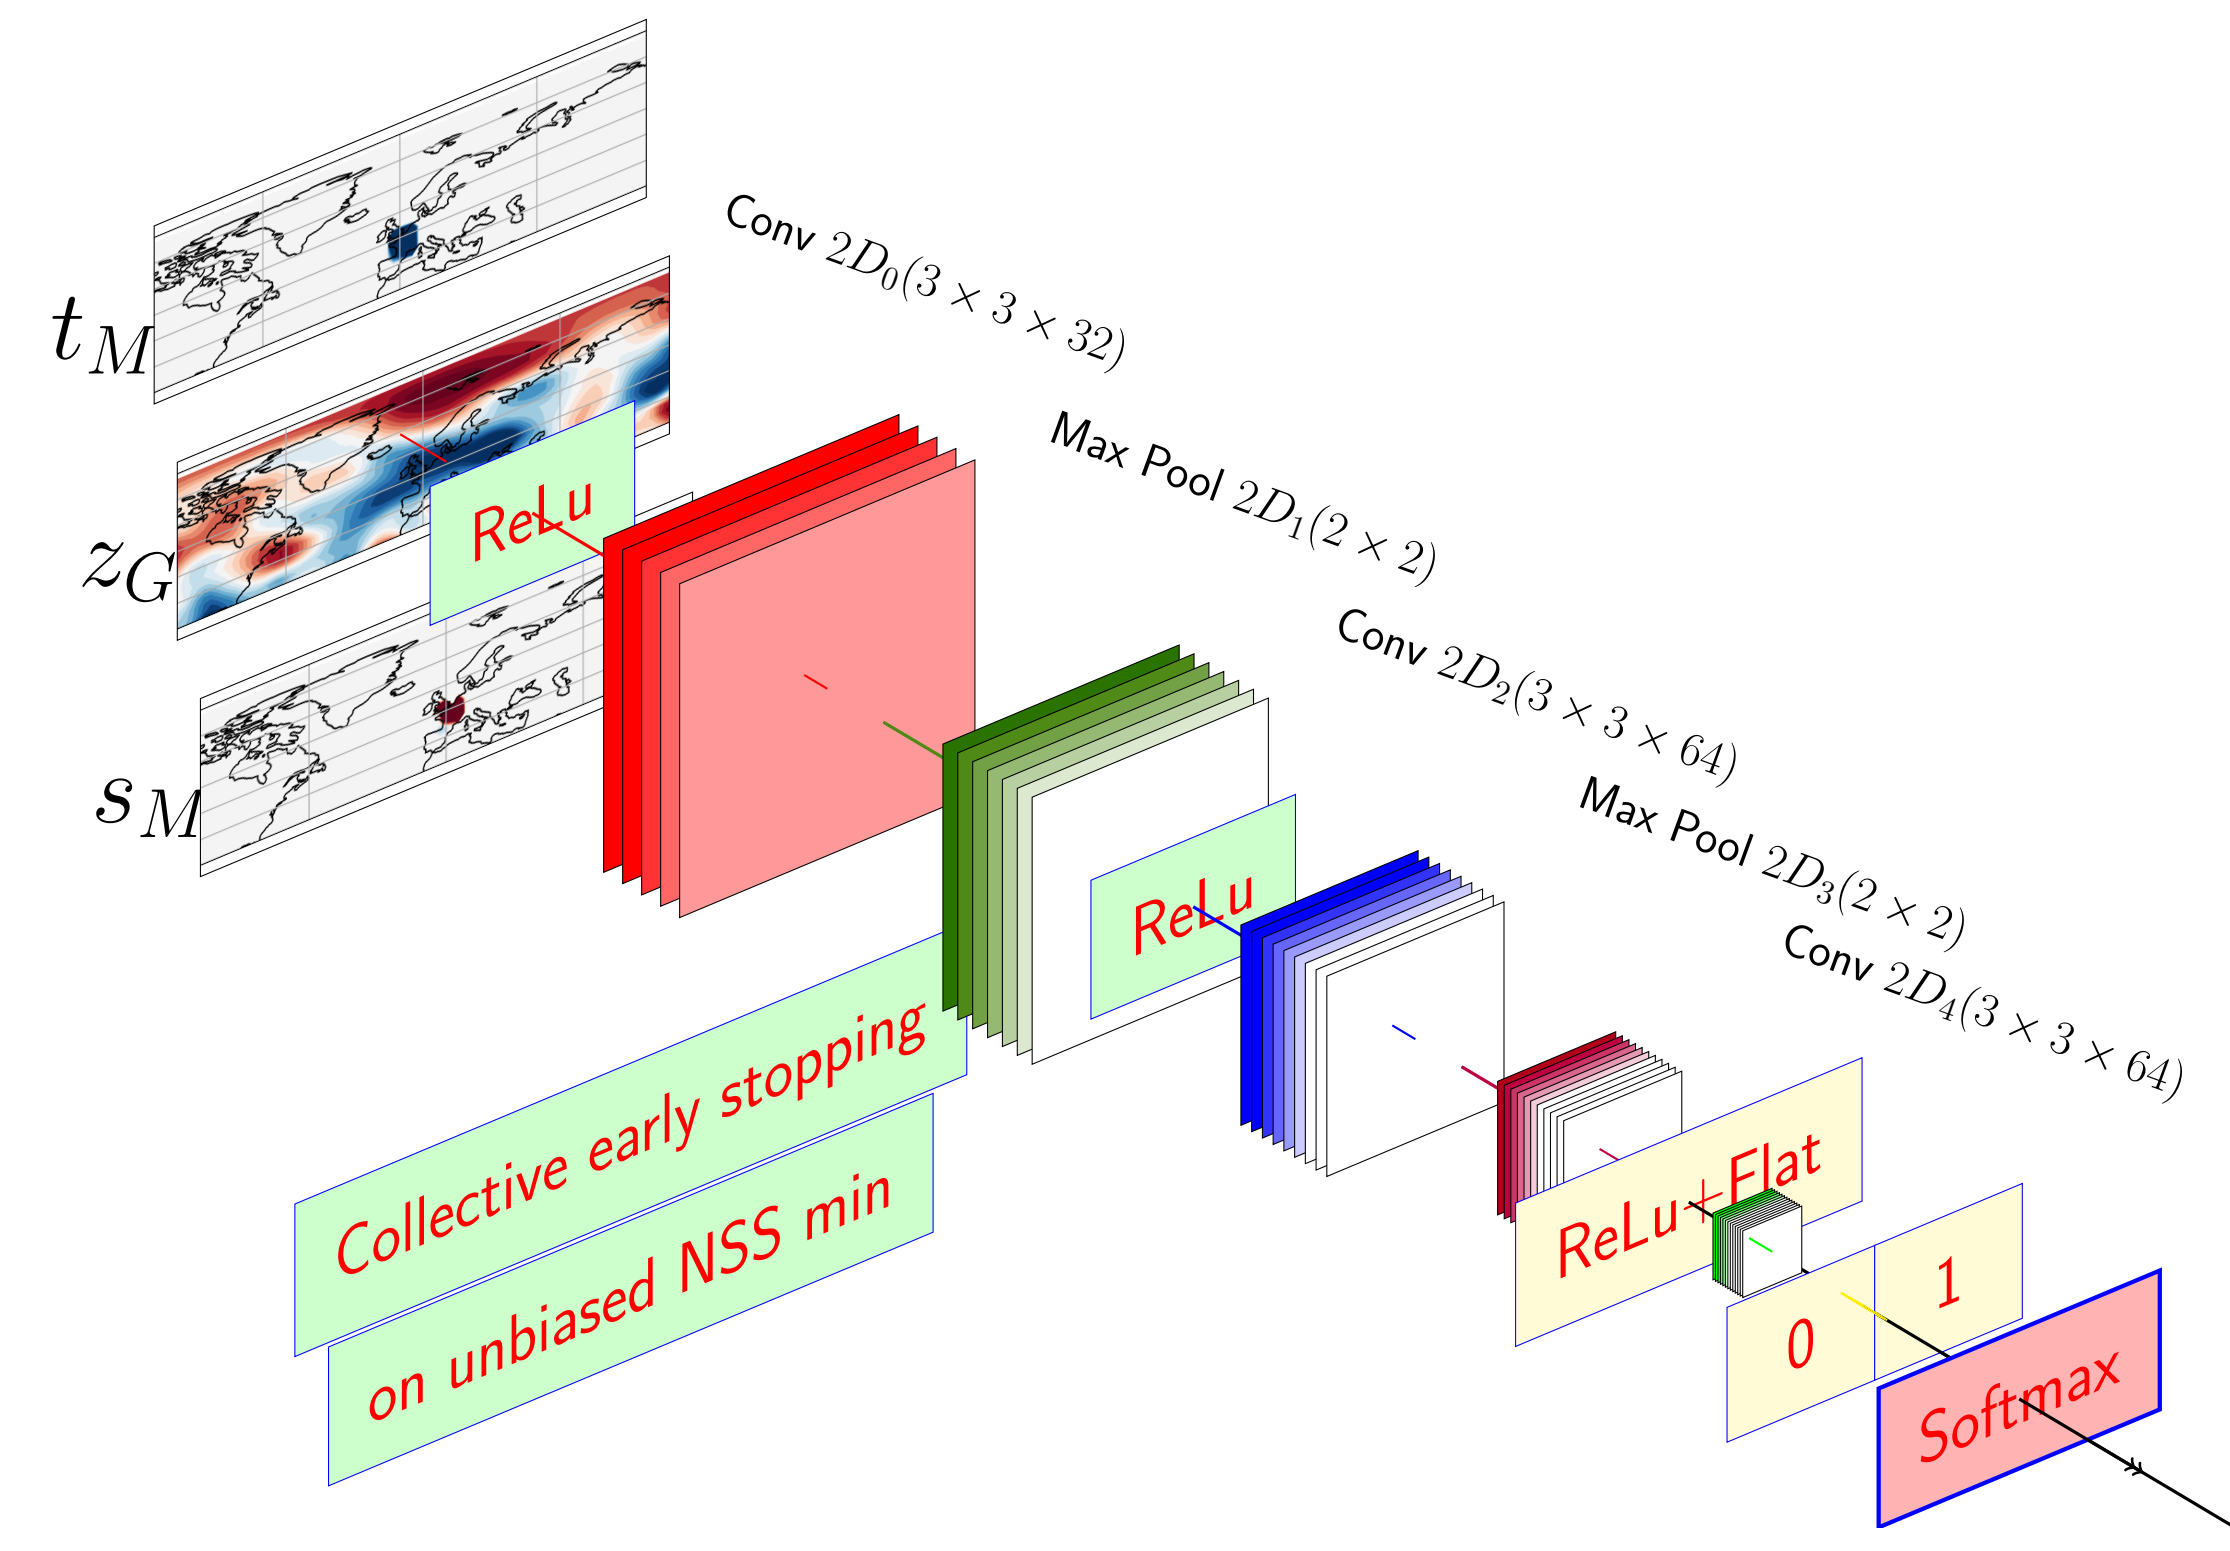 t_M
z_G
s_M
Conv 2D_0(3 × 3 × 32)
Max Pool 2D_1(2 × 2)
Conv 2D_2(3 × 3 × 64)
Max Pool 2D_3(2 × 2)
Conv 2D_4(3 × 3 × 64)
ReLu
ReLu
ReLu+Flat
0 1
Softmax
Collective early stopping
on unbiased NSS min